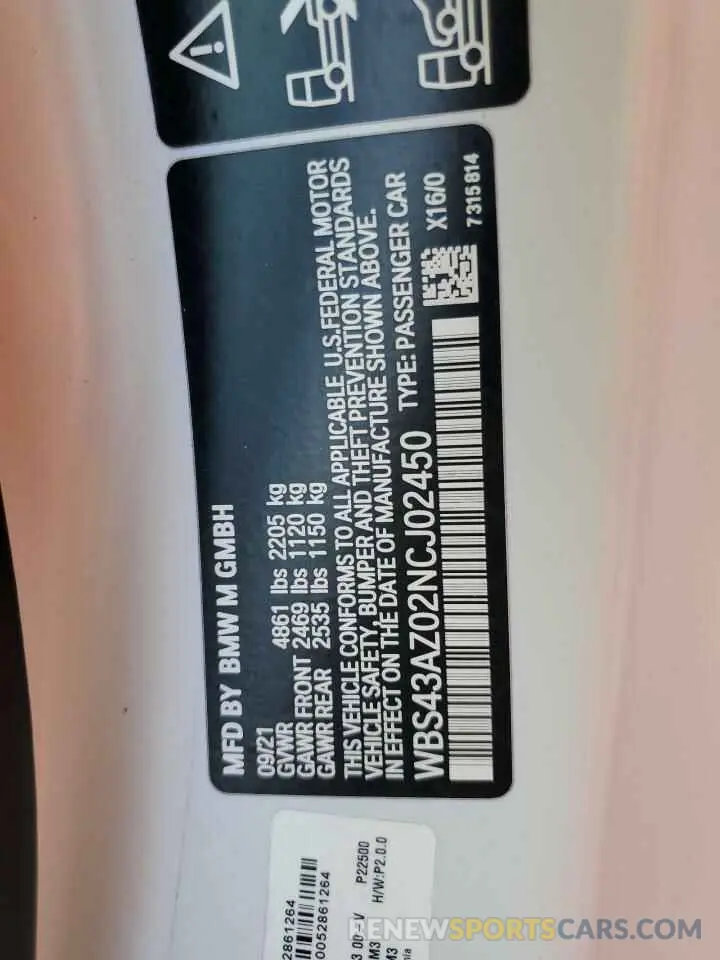 MFD BY BMW M GMBH
09/21
GVWR 4861 lbs 2205 kg
GAWR FRONT 2469 lbs 1120 kg
GAWR REAR 2535 lbs 1150 kg
THIS VEHICLE CONFORMS TO ALL APPLICABLE U.S.FEDERAL MOTOR
VEHICLE SAFETY, BUMPER AND THEFT PREVENTION STANDARDS
IN EFFECT ON THE DATE OF MANUFACTURE SHOWN ABOVE.
WBS43AZ02NCJ02450 TYPE: PASSENGER CAR
X16/0
7315814
2861264
0052861264
P22500
H/W:P2.0.0
M3
RENEWSPORTSCARS.COM